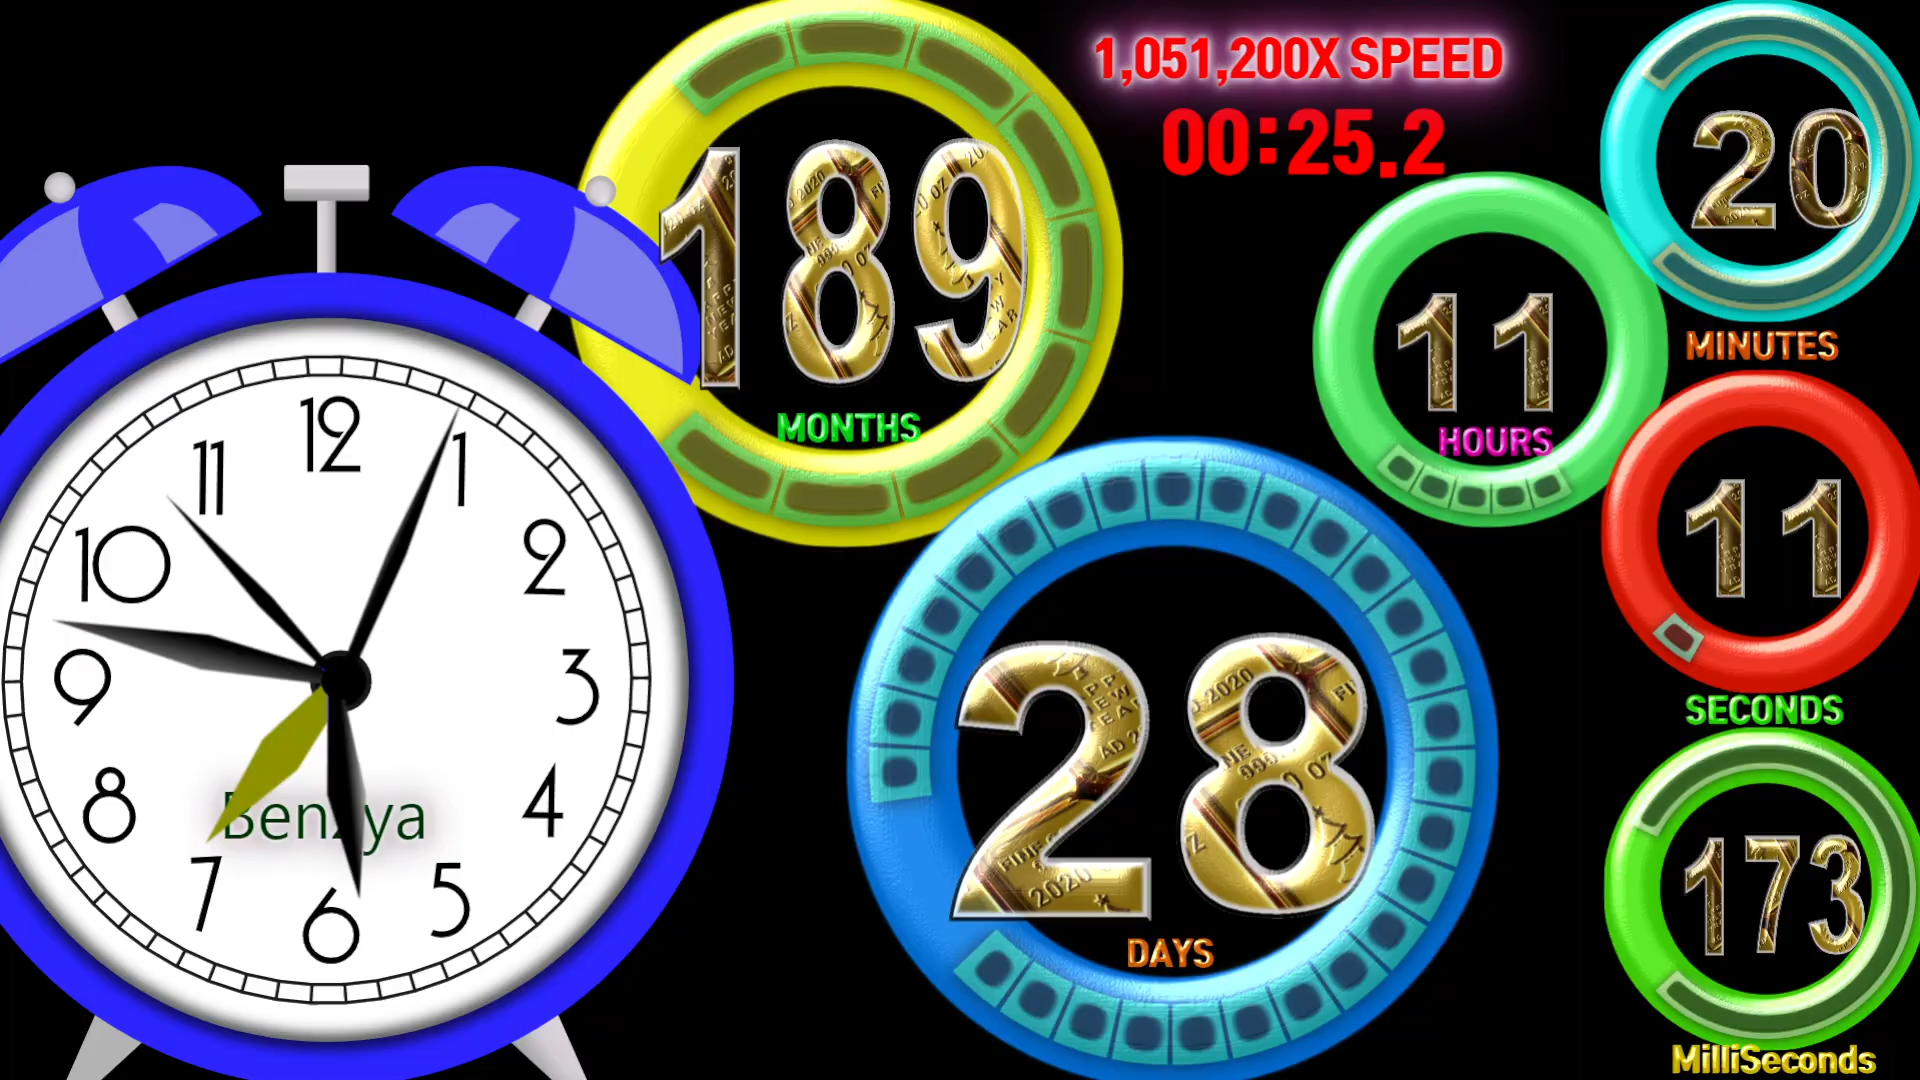 1,051,200X SPEED
00:25.2
189
MONTHS
20
MINUTES
11
HOURS
11
SECONDS
28
DAYS
173
MilliSeconds
12
1
2
3
4
5
6
7
8
9
10
11